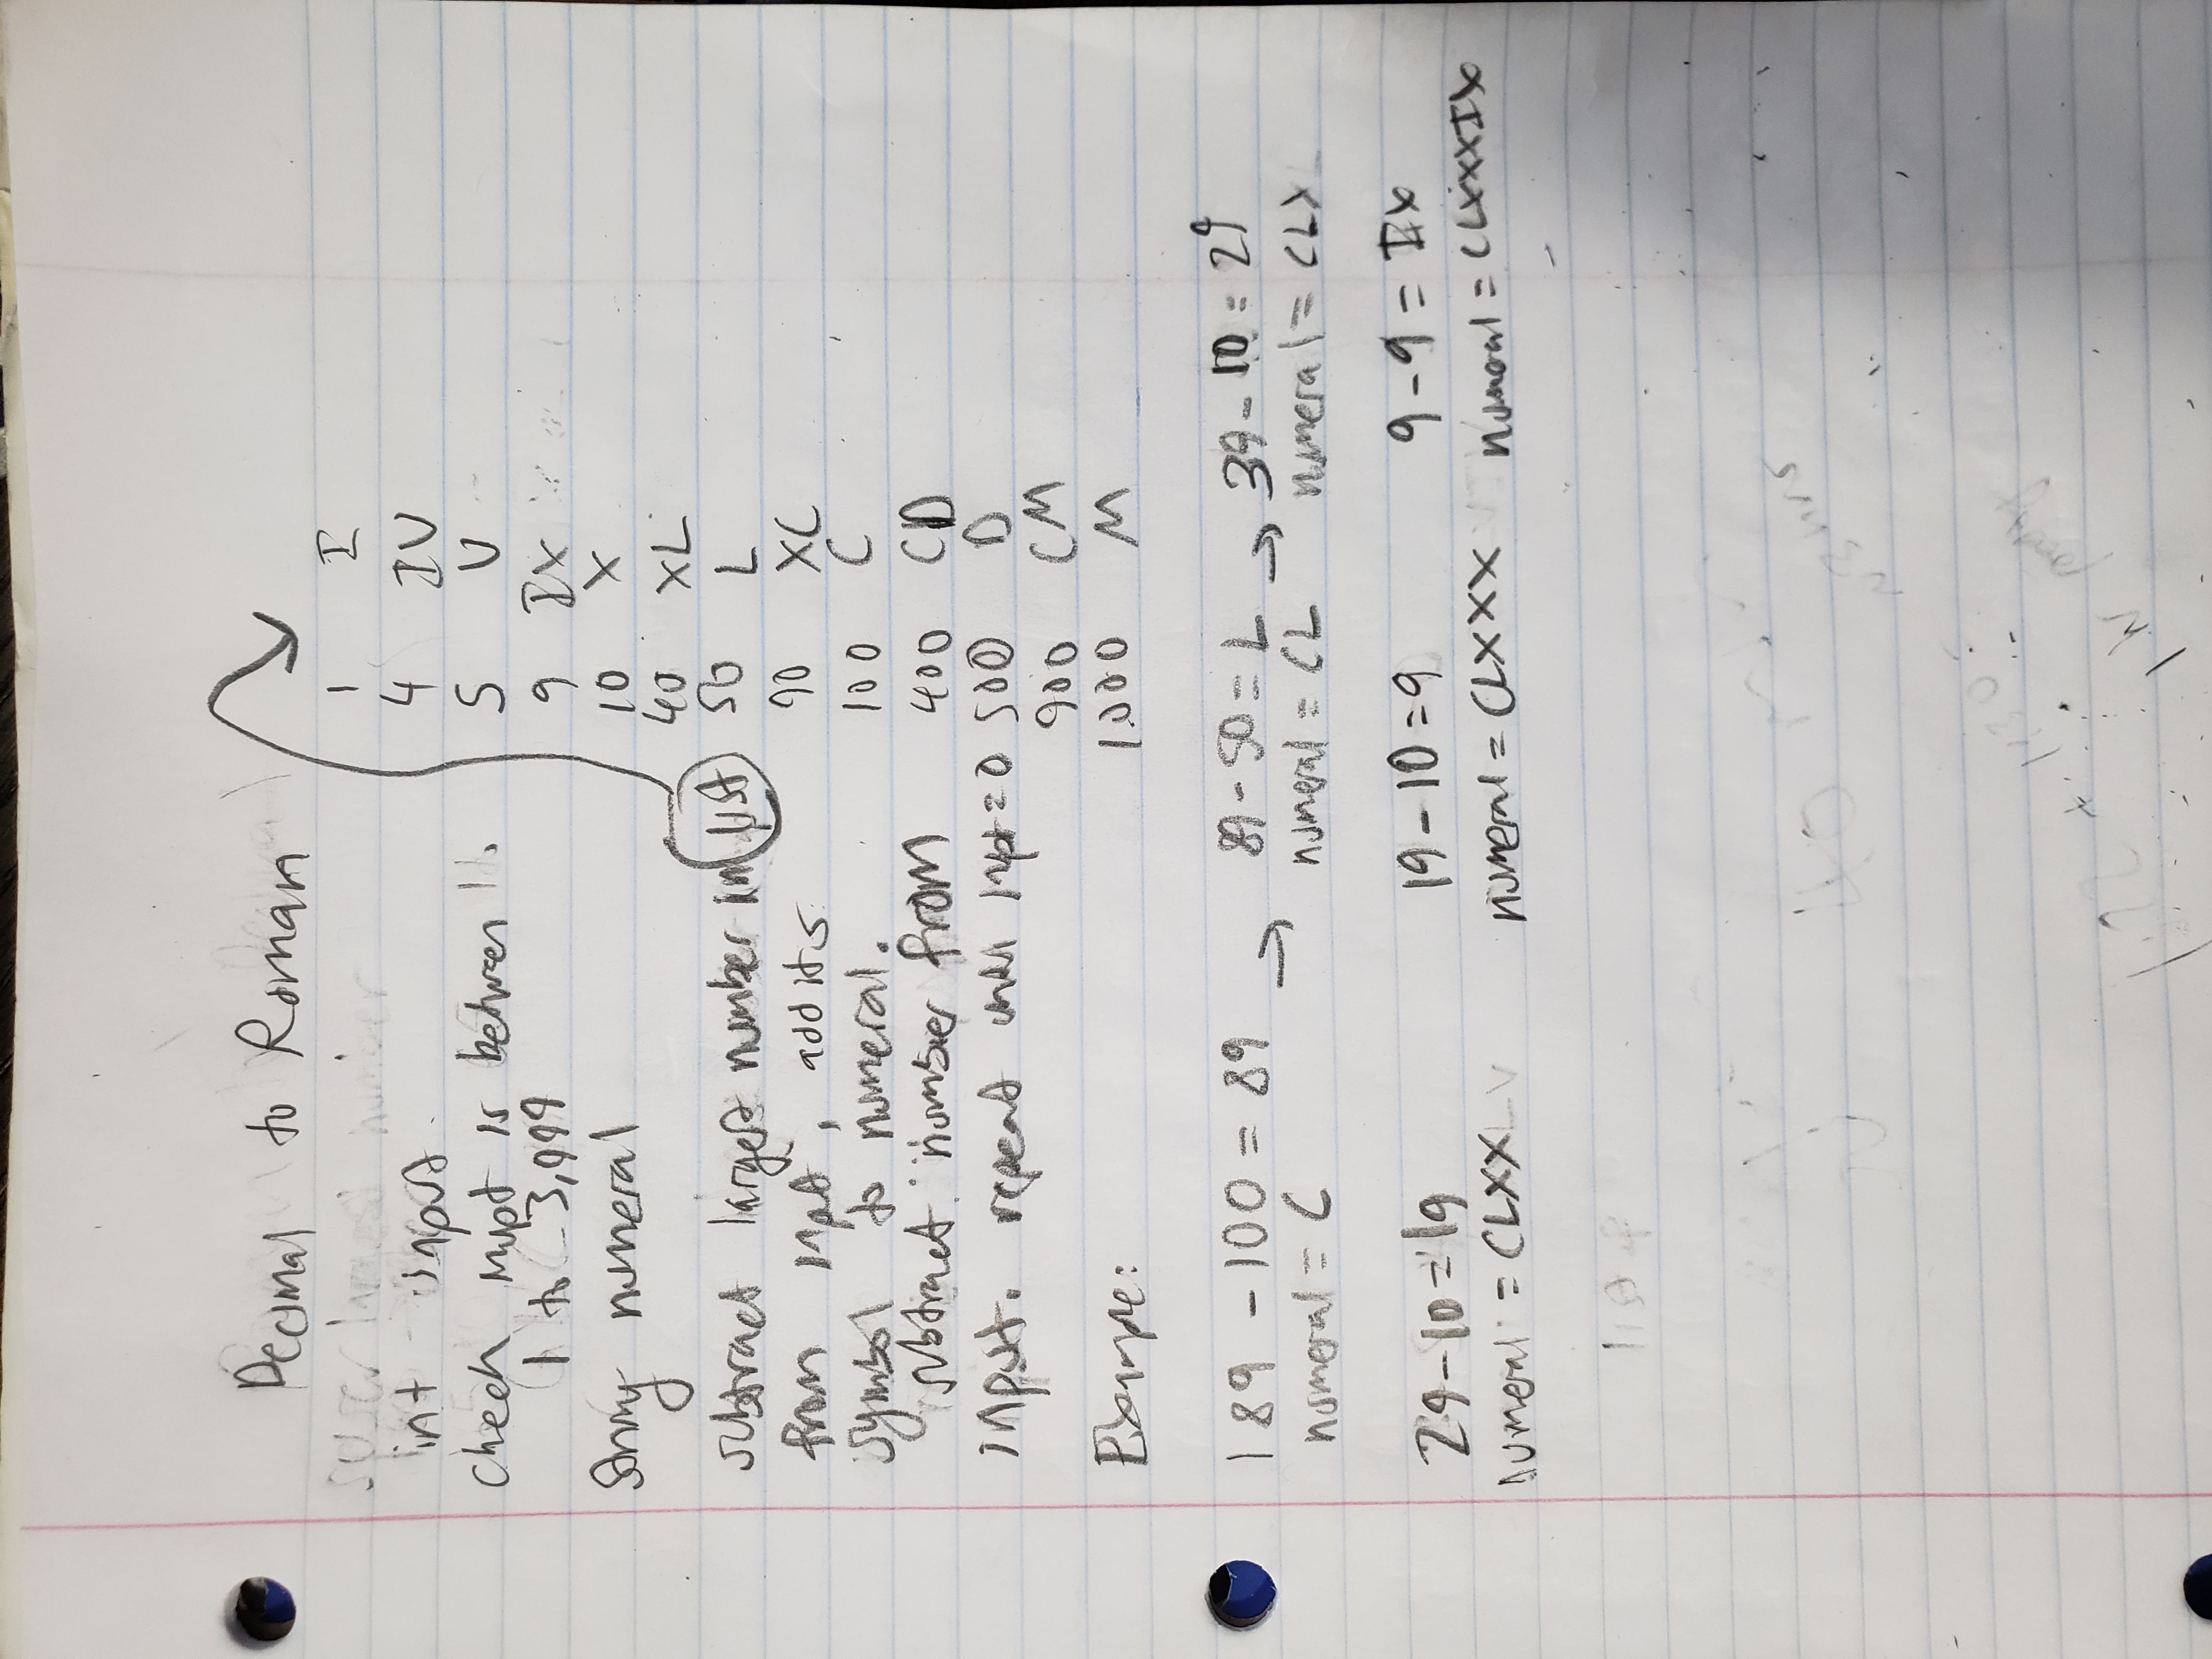 Decimal to Roman
int input
check input is between
1 to 3,999
String numeral
subtract largest number in list
from input, add its
symbol to numeral.
subtract number from
input. repeat until input = 0
1 I
4 IV
5 V
9 IX
10 X
40 XL
50 L
90 XC
100 C
400 CD
500 D
900 CM
1000 M
Example:
189 - 100 = 89 → 89 - 50 = L → 39 - 10 = 29
numeral = C numeral = CL numeral = CLX
29 - 10 = 19 19 - 10 = 9 9 - 9 = IX
numeral = CLXX numeral = CLXXX numeral = CLXXXIX